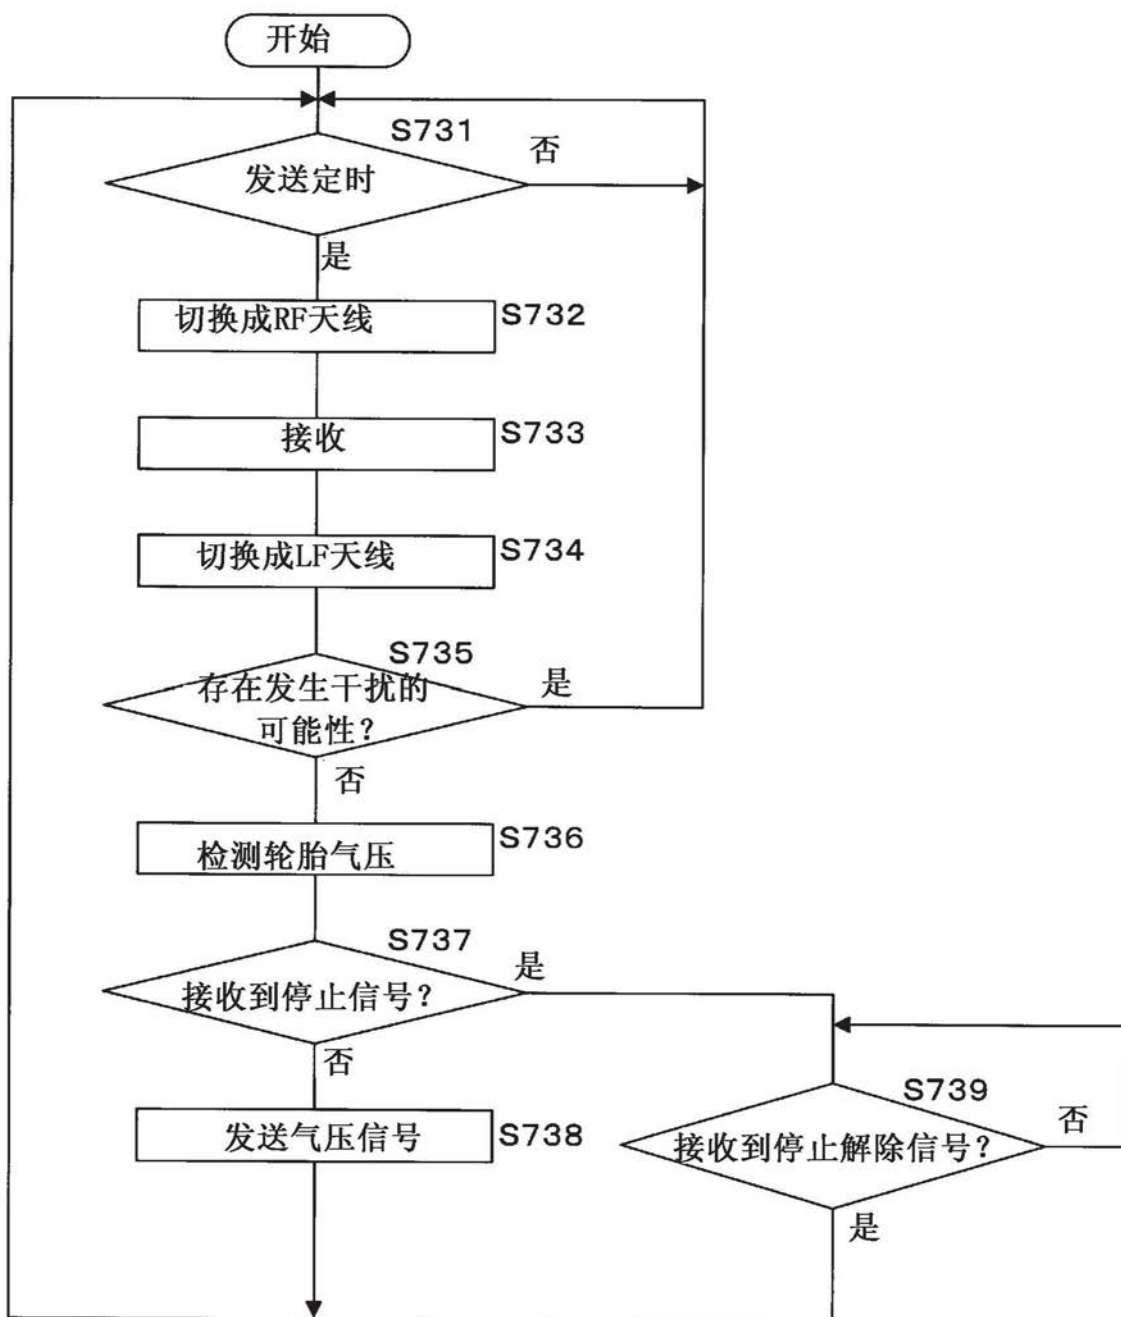 开始
S731
发送定时
否
是
切换成RF天线
S732
接收
S733
切换成LF天线
S734
S735
存在发生干扰的
可能性?
是
否
检测轮胎气压
S736
S737
接收到停止信号?
是
否
发送气压信号
S738
S739
接收到停止解除信号?
否
是